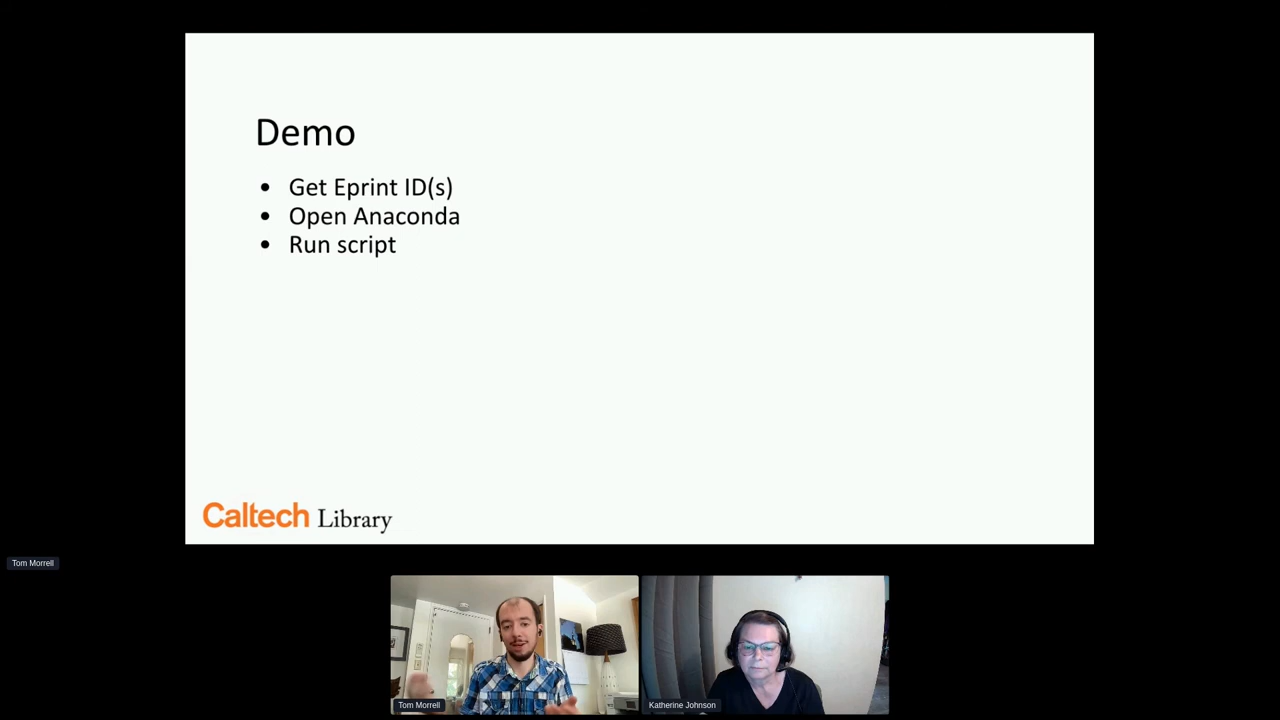 Demo
• Get Eprint ID(s)
• Open Anaconda
• Run script
Caltech Library
Tom Morrell
Tom Morrell
Katherine Johnson